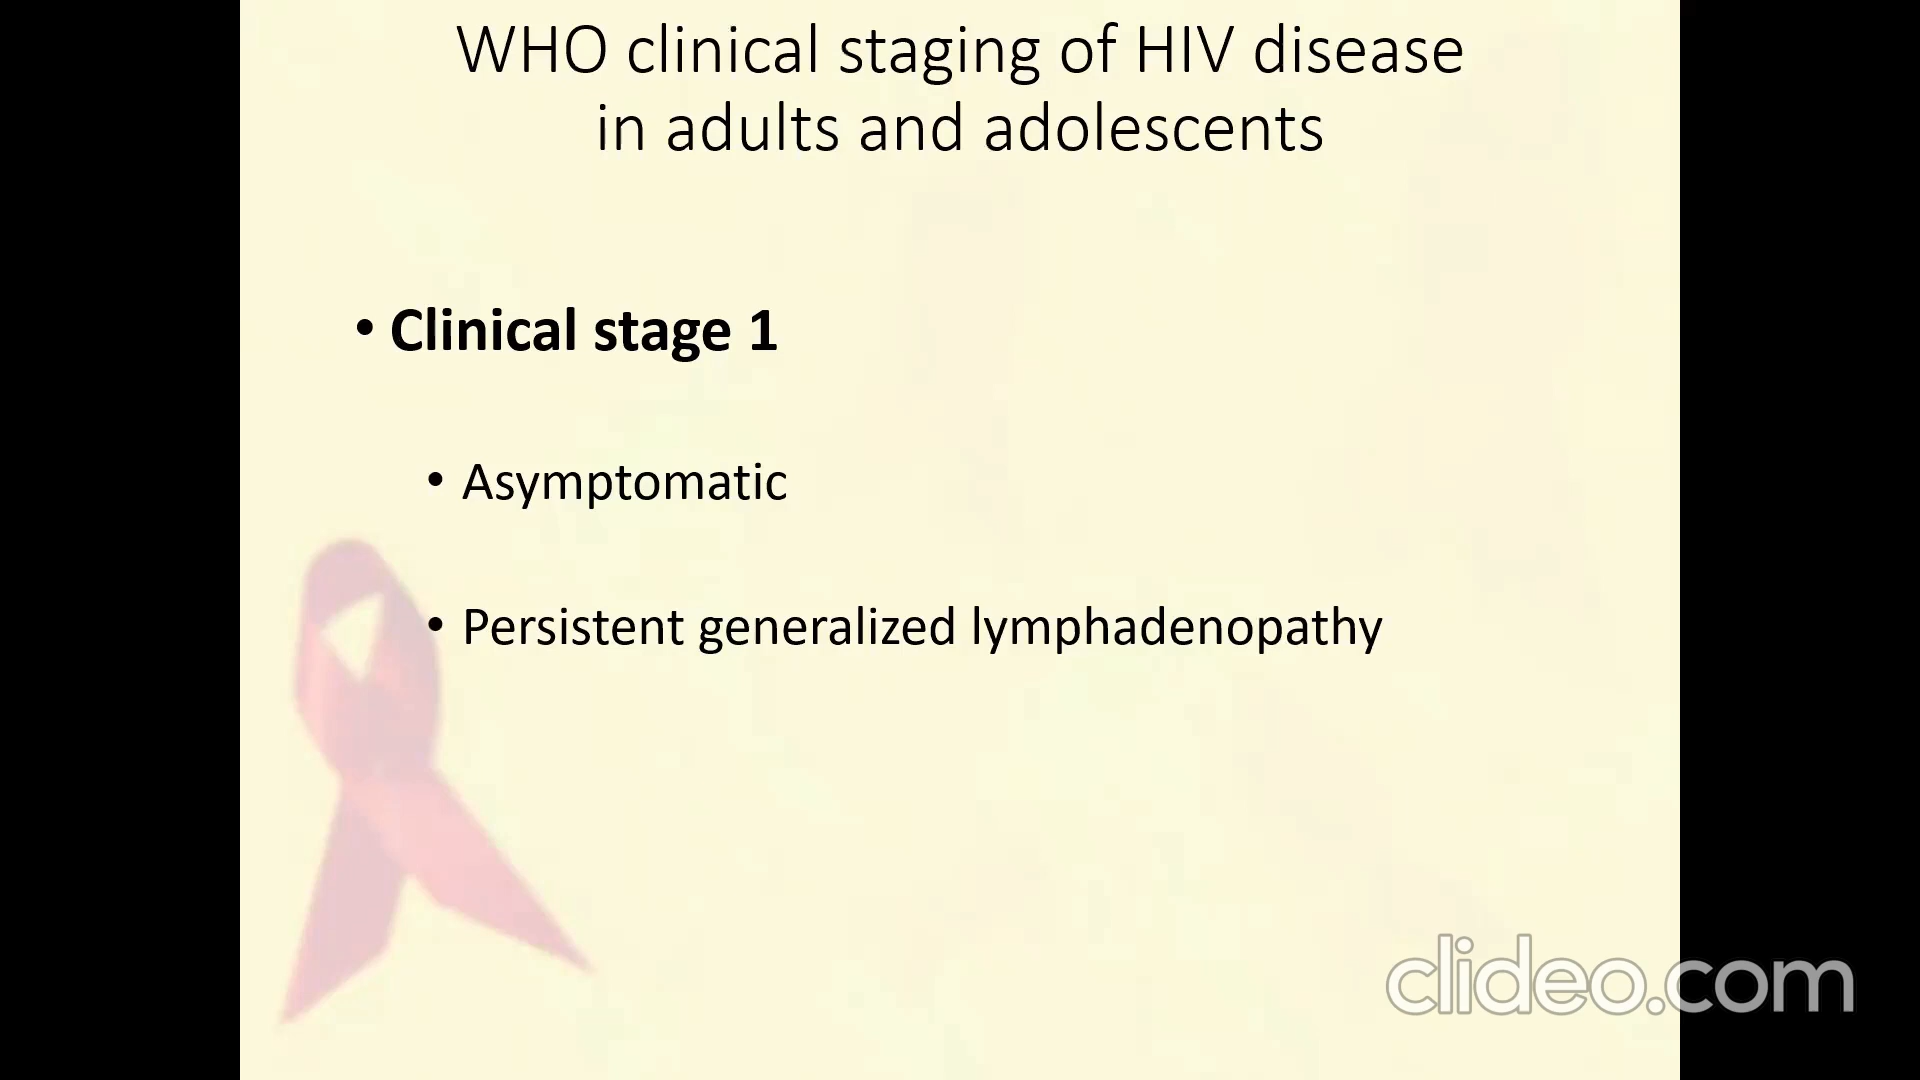 WHO clinical staging of HIV disease
in adults and adolescents
• Clinical stage 1
• Asymptomatic
• Persistent generalized lymphadenopathy
clideo.com